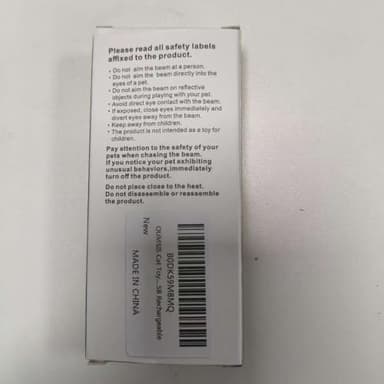 Please read all safety labels
affixed to the product.
· Do not aim the beam at a person.
· Do not aim the beam directly into the
eyes of a pet.
· Do not aim the beam on reflective
objects during playing with your pet.
· Avoid direct eye contact with the beam.
· If exposed, close eyes immediately and
divert eyes away from the beam.
· Keep away from children.
· The product is not intended as a toy for
children.
Pay attention to the safety of your
pets when chasing the beam.
if you notice your pet exhibiting
unusual behaviors,immediately
turn off the product.
Do not place close to the heat.
Do not disassemble or reassemble
the product.
B0DKS9M8MQ
Cat Toy...SB Rechargeable
New
MADE IN CHINA